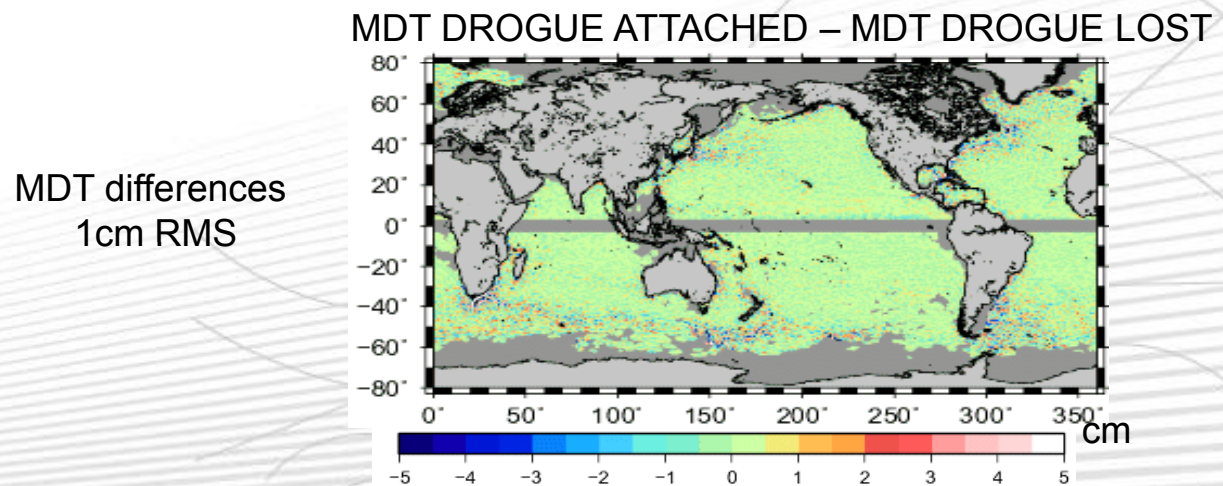 MDT DROGUE ATTACHED – MDT DROGUE LOST
MDT differences
1cm RMS
80˚
60˚
40˚
20˚
0˚
−20˚
−40˚
−60˚
−80˚
0˚ 50˚ 100˚ 150˚ 200˚ 250˚ 300˚ 350˚
cm
−5 −4 −3 −2 −1 0 1 2 3 4 5